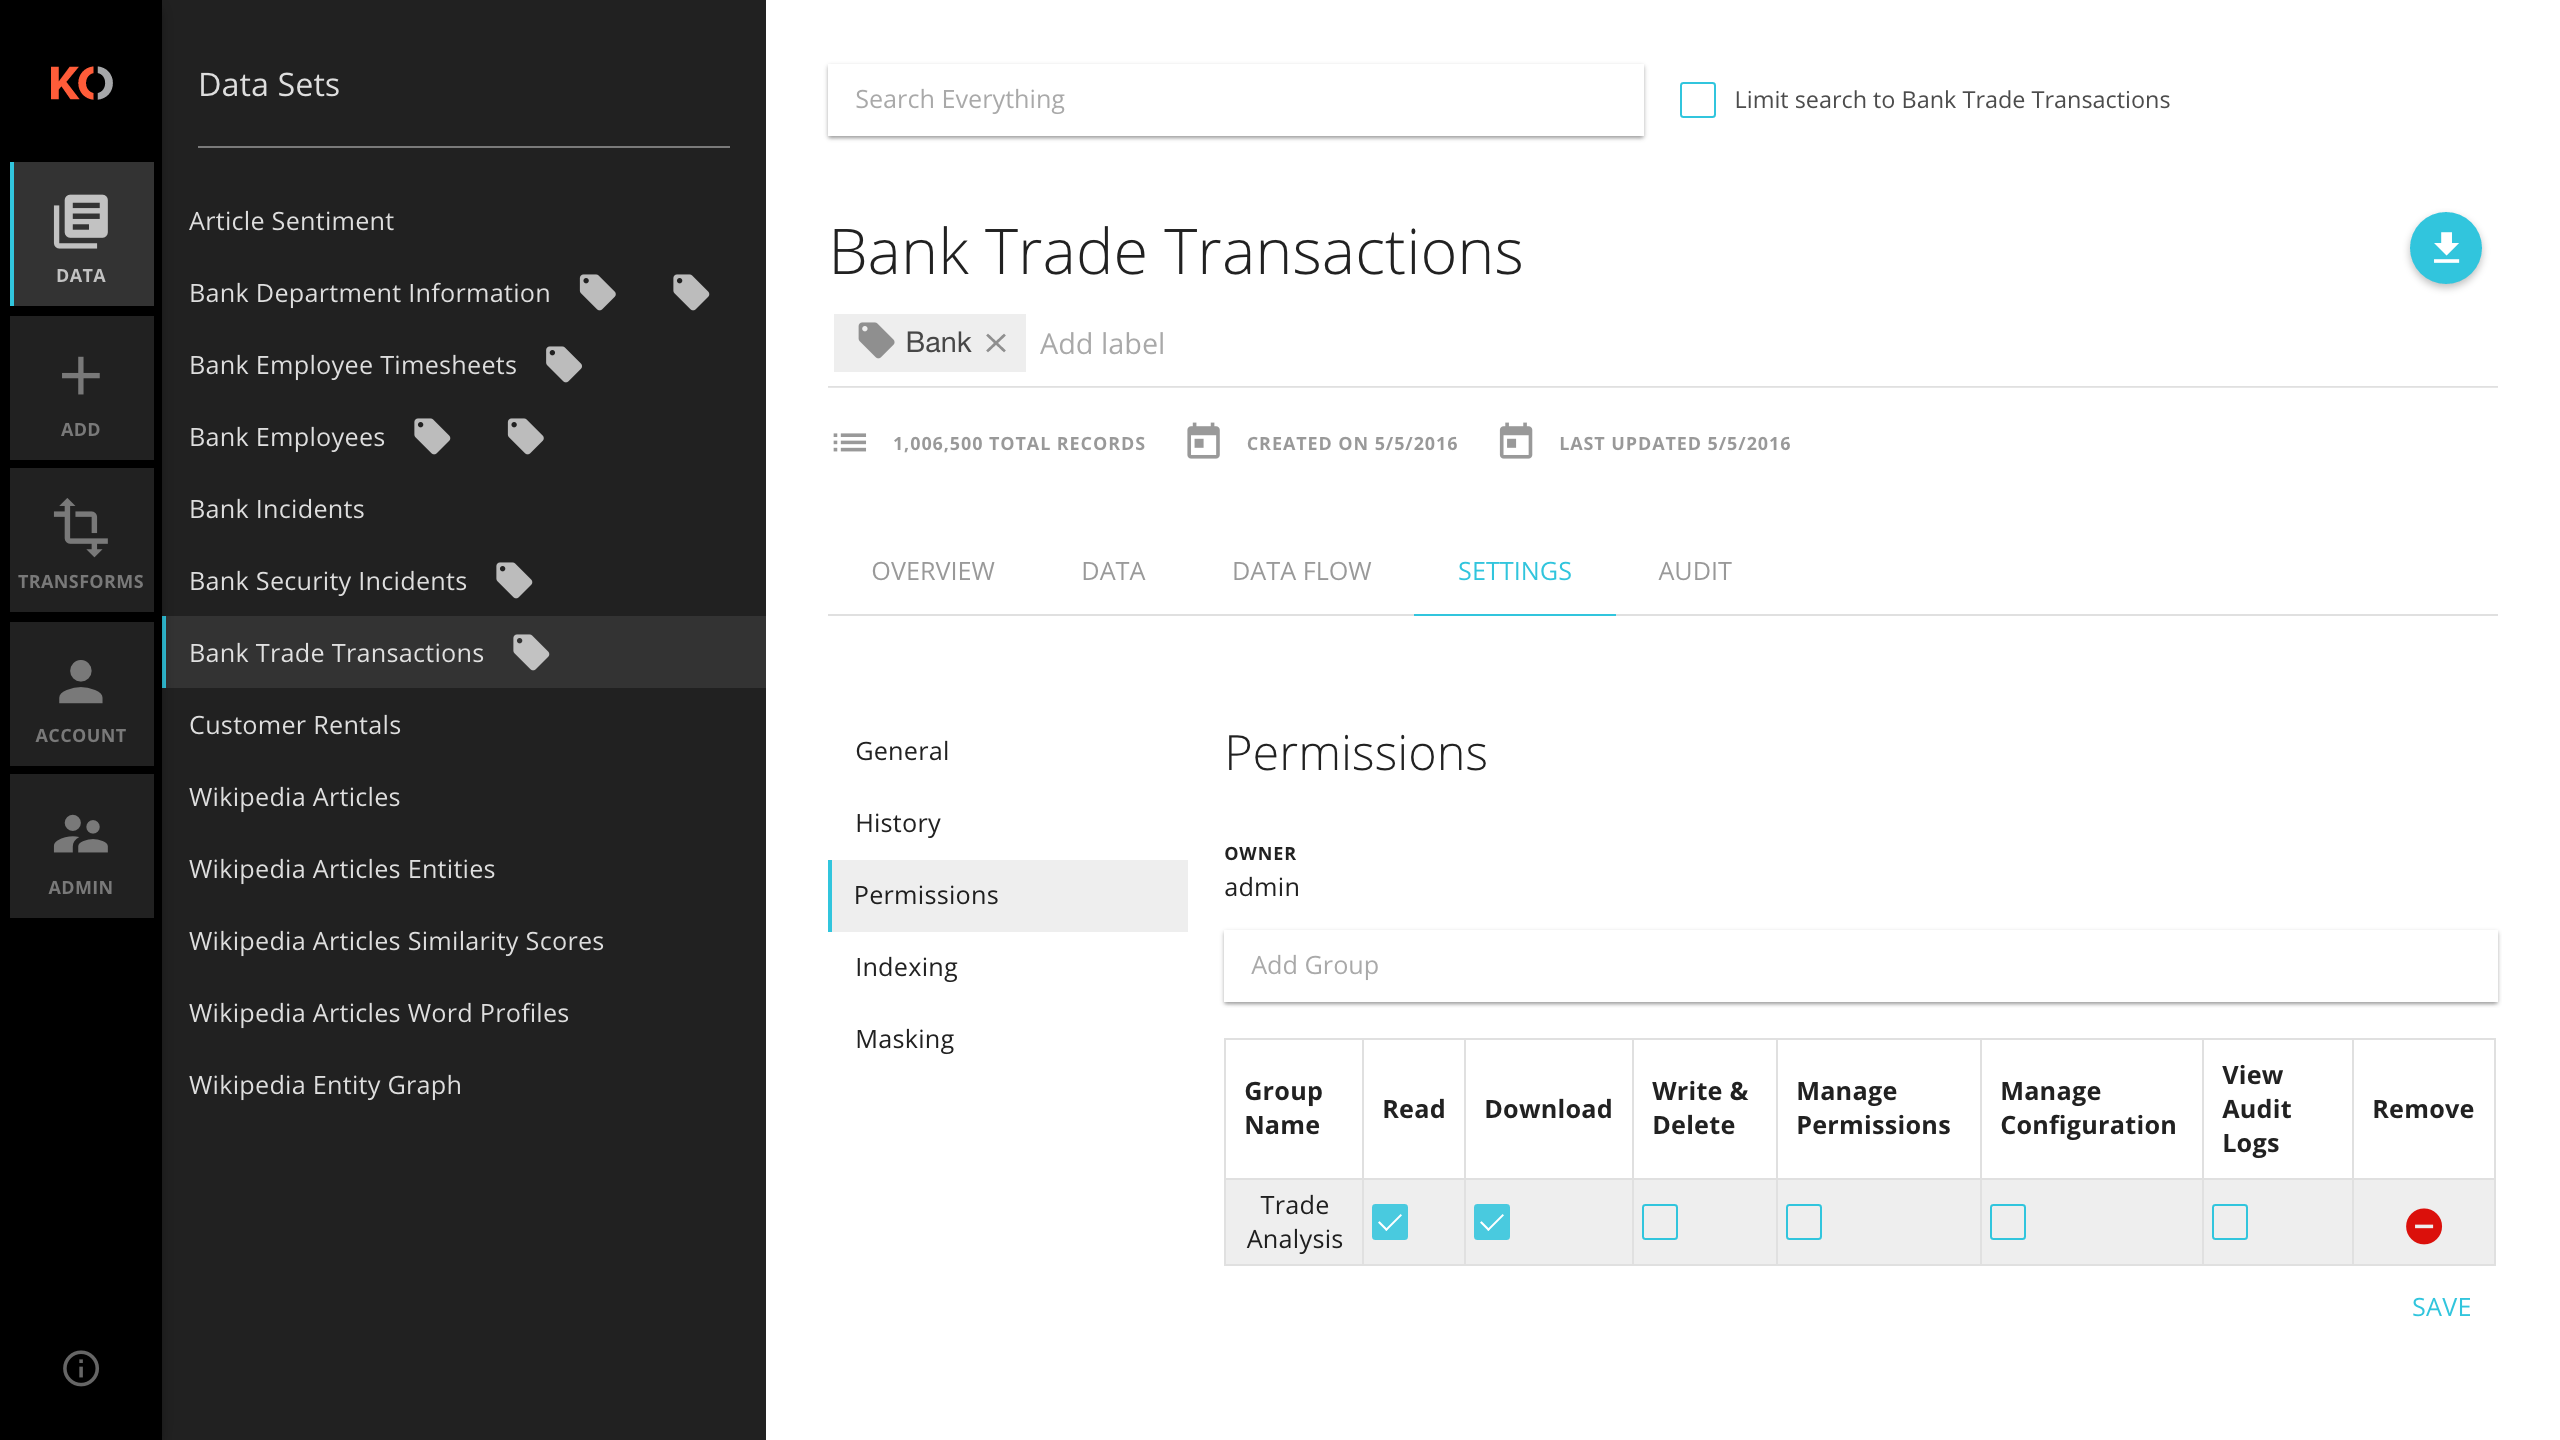 KO
DATA
ADD
TRANSFORMS
ACCOUNT
ADMIN
Data Sets
Article Sentiment
Bank Department Information
Bank Employee Timesheets
Bank Employees
Bank Incidents
Bank Security Incidents
Bank Trade Transactions
Customer Rentals
Wikipedia Articles
Wikipedia Articles Entities
Wikipedia Articles Similarity Scores
Wikipedia Articles Word Profiles
Wikipedia Entity Graph
Search Everything
Limit search to Bank Trade Transactions
Bank Trade Transactions
Bank Add label
1,006,500 TOTAL RECORDS CREATED ON 5/5/2016 LAST UPDATED 5/5/2016
OVERVIEW DATA DATA FLOW SETTINGS AUDIT
General
History
Permissions
Indexing
Masking
Permissions
OWNER
admin
Add Group
Group Name Read Download Write & Delete Manage Permissions Manage Configuration View Audit Logs Remove
Trade Analysis
SAVE